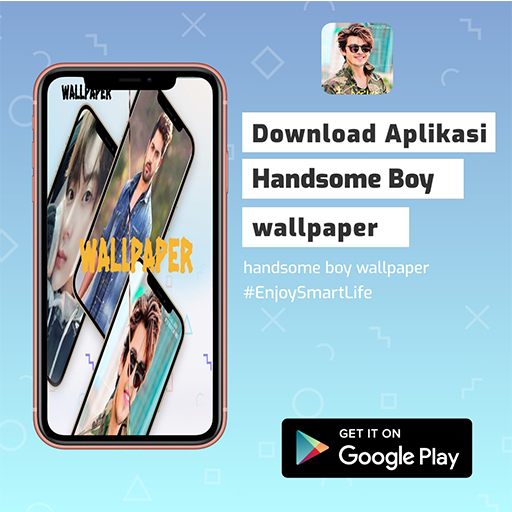 WALLPAPER
WALLPAPER
Download Aplikasi
Handsome Boy
wallpaper
handsome boy wallpaper
#EnjoySmartLife
GET IT ON
Google Play